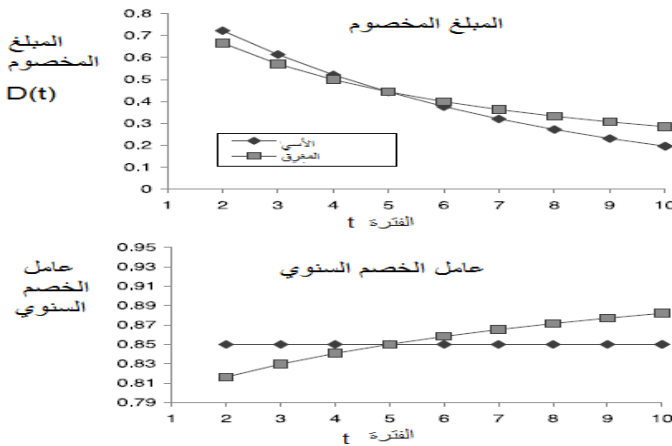 المبلغ المخصوم
المبلغ
المخصوم
D(t)
0.8
0.7
0.6
0.5
0.4
0.3
0.2
0.1
0
الأسي
المفرق
1 2 3 4 5 6 7 8 9 10
t الفترة
عامل الخصم السنوي
عامل
الخصم
السنوي
0.95
0.93
0.91
0.89
0.87
0.85
0.83
0.81
0.79
1 2 3 4 5 6 7 8 9 10
t الفترة